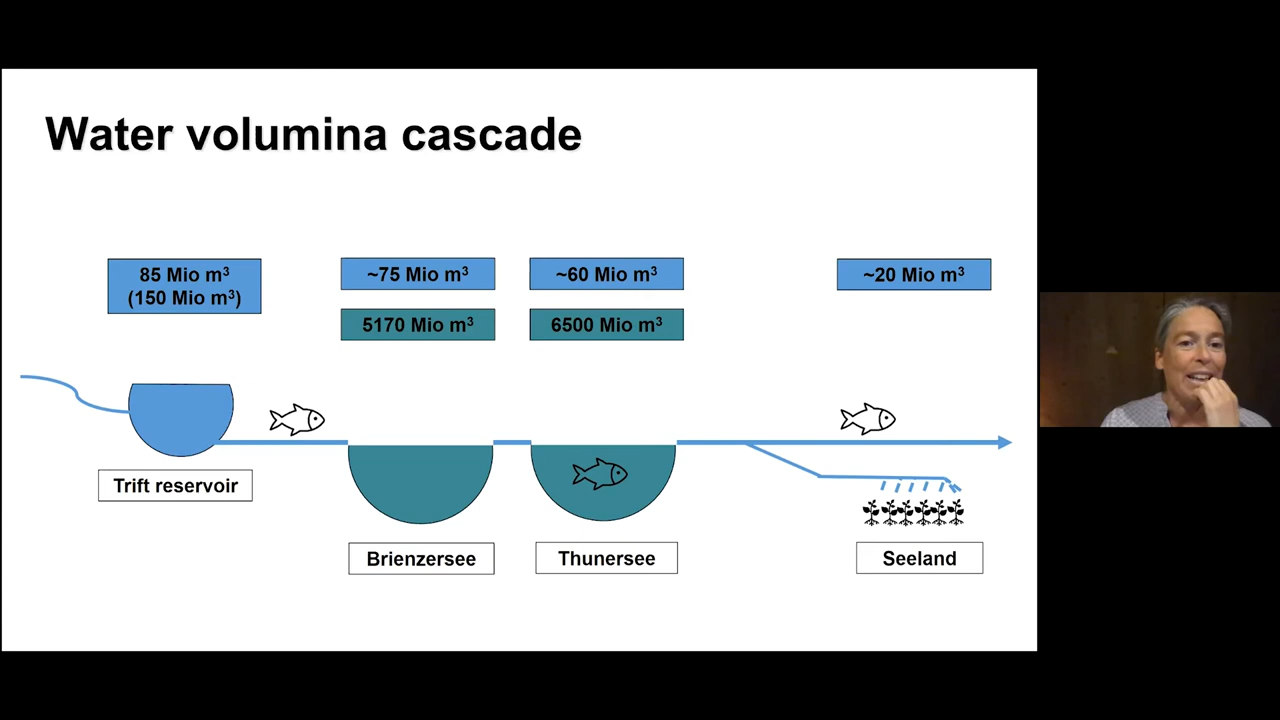 Water volumina cascade
85 Mio m³
(150 Mio m³)
~75 Mio m³
~60 Mio m³
~20 Mio m³
5170 Mio m³
6500 Mio m³
Trift reservoir
Brienzersee
Thunersee
Seeland